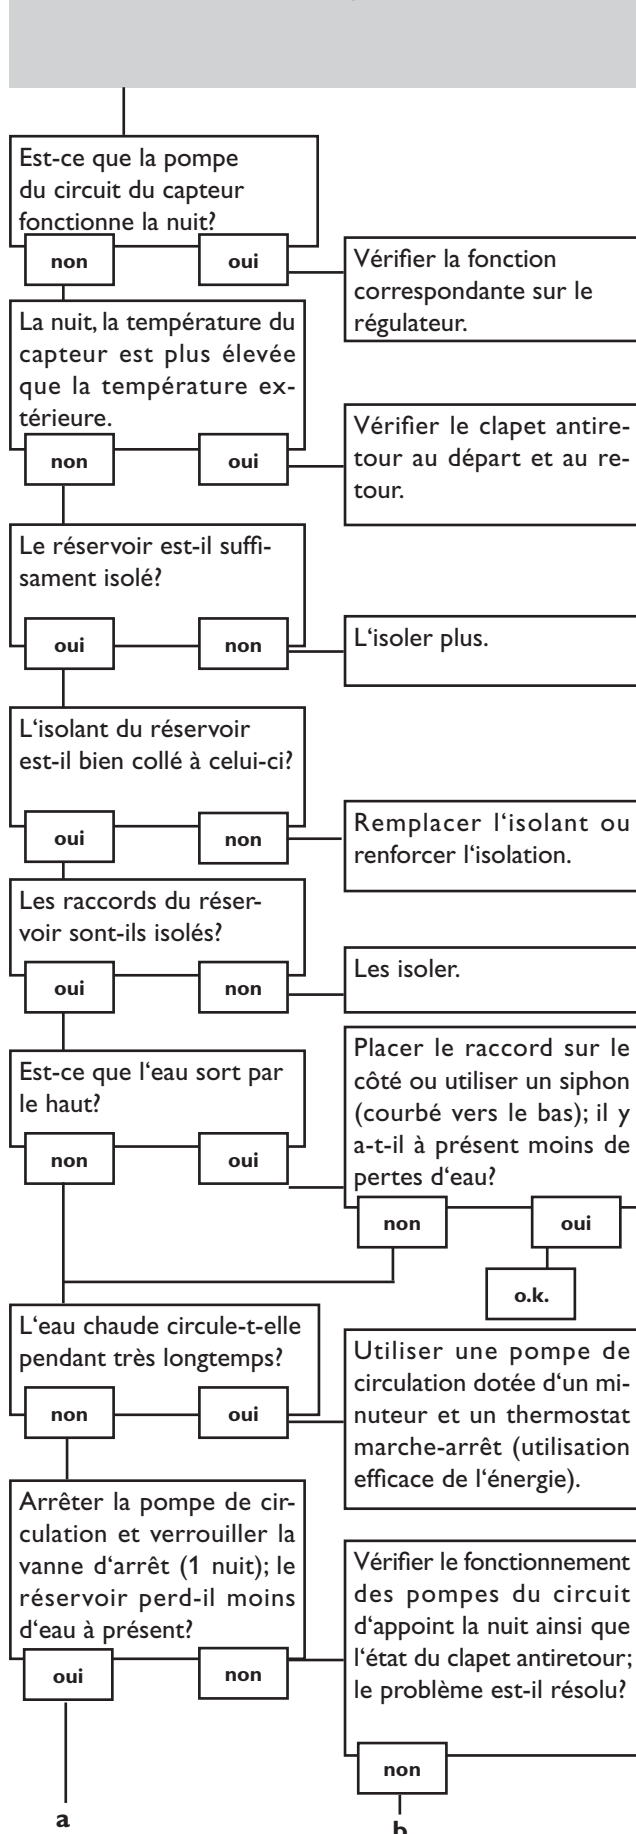 Est-ce que la pompe
du circuit du capteur
fonctionne la nuit?
non
oui
Vérifier la fonction
correspondante sur le
régulateur.
La nuit, la température du
capteur est plus élevée
que la température ex-
térieure.
non
oui
Vérifier le clapet antire-
tour au départ et au re-
tour.
Le réservoir est-il suffi-
sament isolé?
oui
non
L‘isoler plus.
L‘isolant du réservoir
est-il bien collé à celui-ci?
oui
non
Remplacer l‘isolant ou
renforcer l‘isolation.
Les raccords du réser-
voir sont-ils isolés?
oui
non
Les isoler.
Est-ce que l‘eau sort par
le haut?
non
oui
Placer le raccord sur le
côté ou utiliser un siphon
(courbé vers le bas); il y
a-t-il à présent moins de
pertes d‘eau?
non
oui
o.k.
L‘eau chaude circule-t-elle
pendant très longtemps?
non
oui
Utiliser une pompe de
circulation dotée d‘un mi-
nuteur et un thermostat
marche-arrêt (utilisation
efficace de l‘énergie).
Arrêter la pompe de cir-
culation et verrouiller la
vanne d‘arrêt (1 nuit); le
réservoir perd-il moins
d‘eau à présent?
oui
non
Vérifier le fonctionnement
des pompes du circuit
d‘appoint la nuit ainsi que
l‘état du clapet antiretour;
le problème est-il résolu?
non
a
b